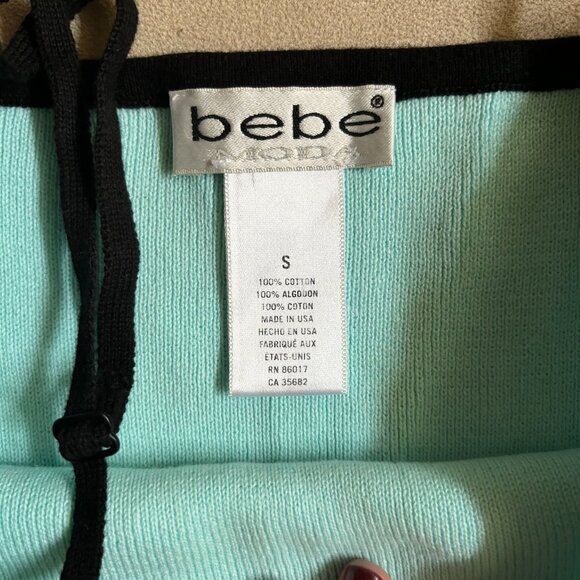 bebe®
MODA
S
100% COTTON
100% ALGODON
100% COTON
MADE IN USA
HECHO EN USA
FABRIQUÉ AUX
ÉTATS-UNIS
RN 86017
CA 35682